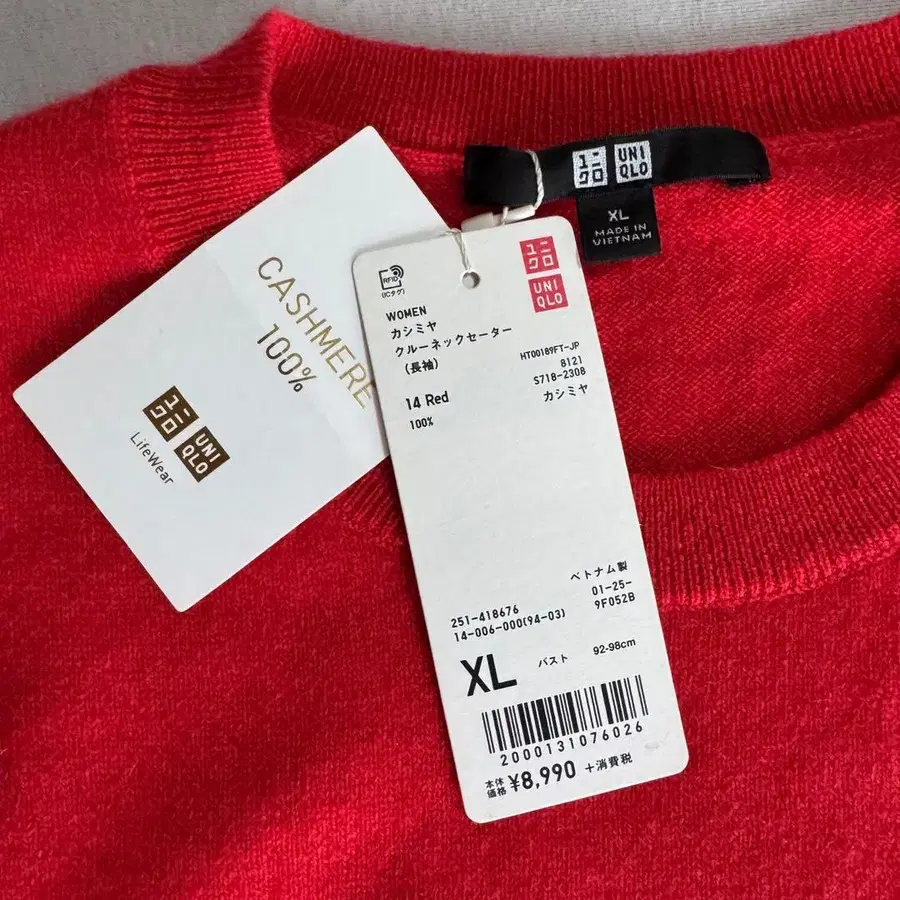 CASHMERE
100%
ユニ
クロ
UNI
QLO
LifeWear
ユニ
クロ
UNI
QLO
XL
MADE IN
VIETNAM
RFID
(ICタグ)
ユニ
クロ
UNI
QLO
WOMEN
カシミヤ
クルーネックセーター
(長袖)
HT00189FT-JP
8121
S718-2308
14 Red
カシミヤ
100%
ベトナム製
251-418676 01-25-
14-006-000(94-03) 9F052B
XL バスト 92-98cm
2000131076026
本体価格 ¥8,990 +消費税